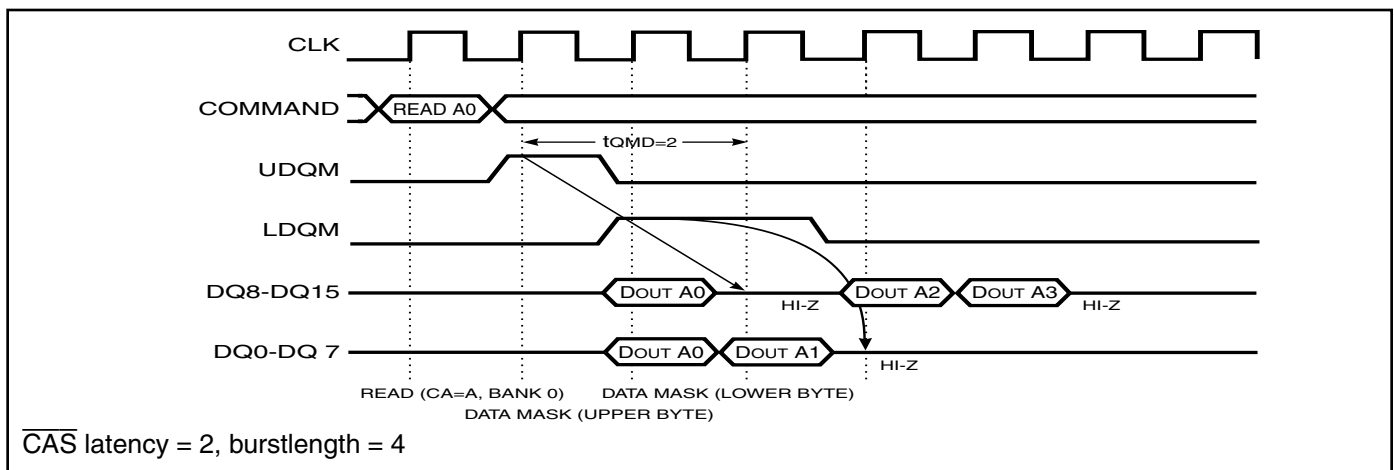 CLK
COMMAND
READ A0
tQMD=2
UDQM
LDQM
DQ8-DQ15
DOUT A0
HI-Z
DOUT A2
DOUT A3
HI-Z
DQ0-DQ 7
DOUT A0
DOUT A1
HI-Z
READ (CA=A, BANK 0)
DATA MASK (LOWER BYTE)
DATA MASK (UPPER BYTE)
CAS latency = 2, burstlength = 4